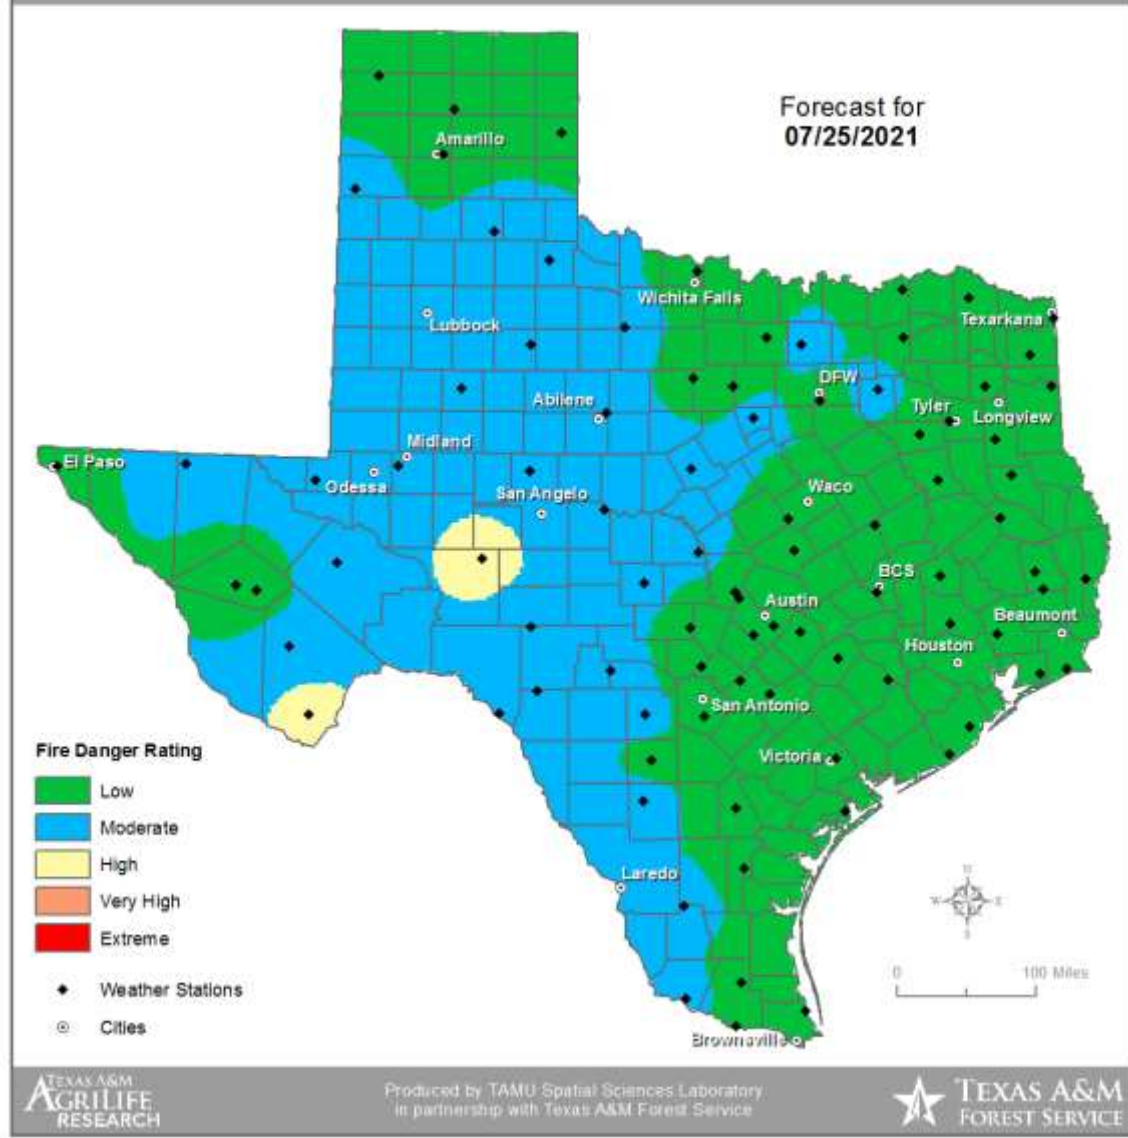 Forecast for
07/25/2021
Amarillo
Wichita Falls
Lubbock
Texarkana
DFW
Abilene
Tyler
Longview
Midland
El Paso
Odessa
San Angelo
Waco
BCS
Austin
Beaumont
Houston
San Antonio
Victoria
Laredo
Brownsville
Fire Danger Rating
Low
Moderate
High
Very High
Extreme
Weather Stations
Cities
N
W E
S
0 100 Miles
TEXAS A&M
AGRILIFE
RESEARCH
Produced by TAMU Spatial Sciences Laboratory
in partnership with Texas A&M Forest Service
TEXAS A&M
FOREST SERVICE